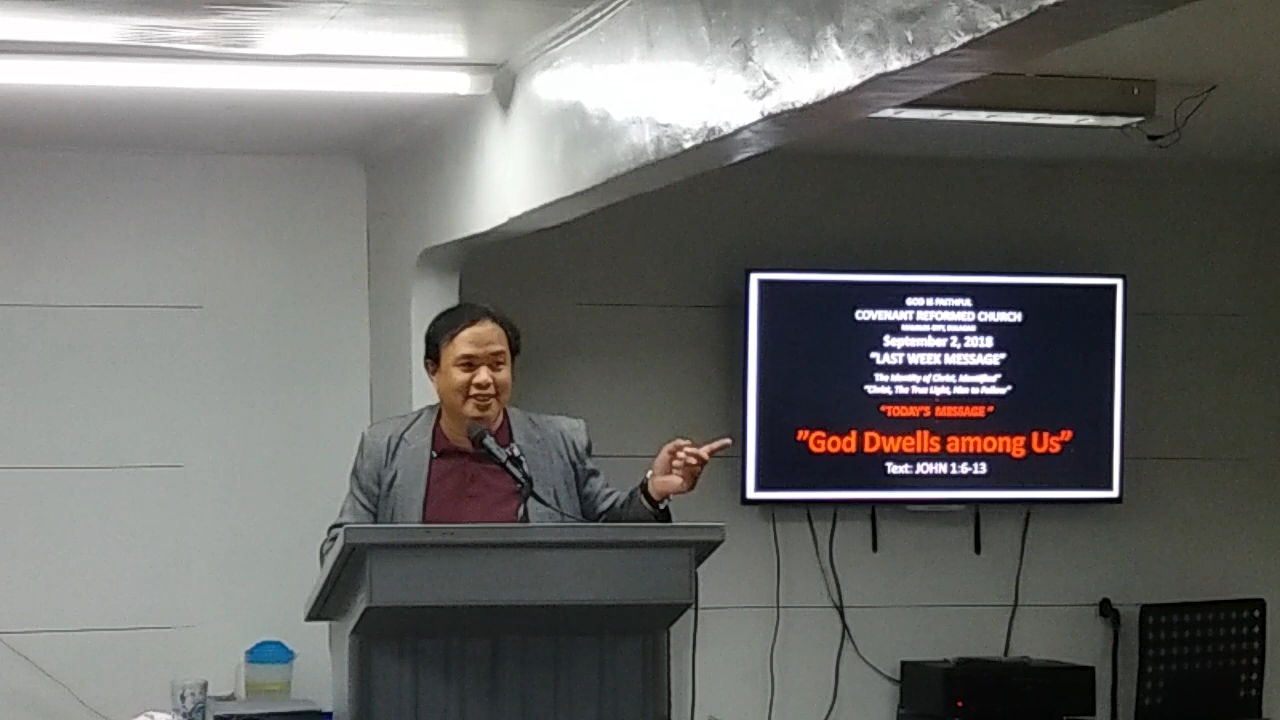 GOD IS FAITHFUL
COVENANT REFORMED CHURCH
September 2, 2018
"LAST WEEK MESSAGE"
The Identity of Christ, Identified"
"Christ, The True Light, Men to Follow"
"TODAY'S MESSAGE"
"God Dwells among Us"
Text: JOHN 1:6-13